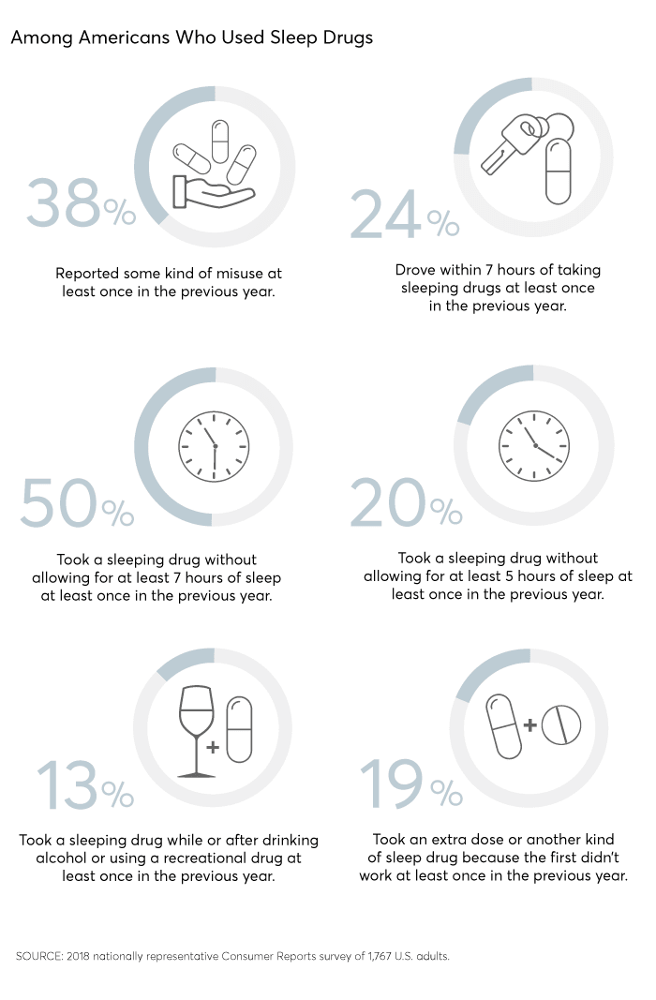 Among Americans Who Used Sleep Drugs
38%
Reported some kind of misuse at
least once in the previous year.
24%
Drove within 7 hours of taking
sleeping drugs at least once
in the previous year.
50%
Took a sleeping drug without
allowing for at least 7 hours of sleep
at least once in the previous year.
20%
Took a sleeping drug without
allowing for at least 5 hours of sleep at
least once in the previous year.
13%
Took a sleeping drug while or after drinking
alcohol or using a recreational drug at
least once in the previous year.
19%
Took an extra dose or another kind
of sleep drug because the first didn't
work at least once in the previous year.
SOURCE: 2018 nationally representative Consumer Reports survey of 1,767 U.S. adults.